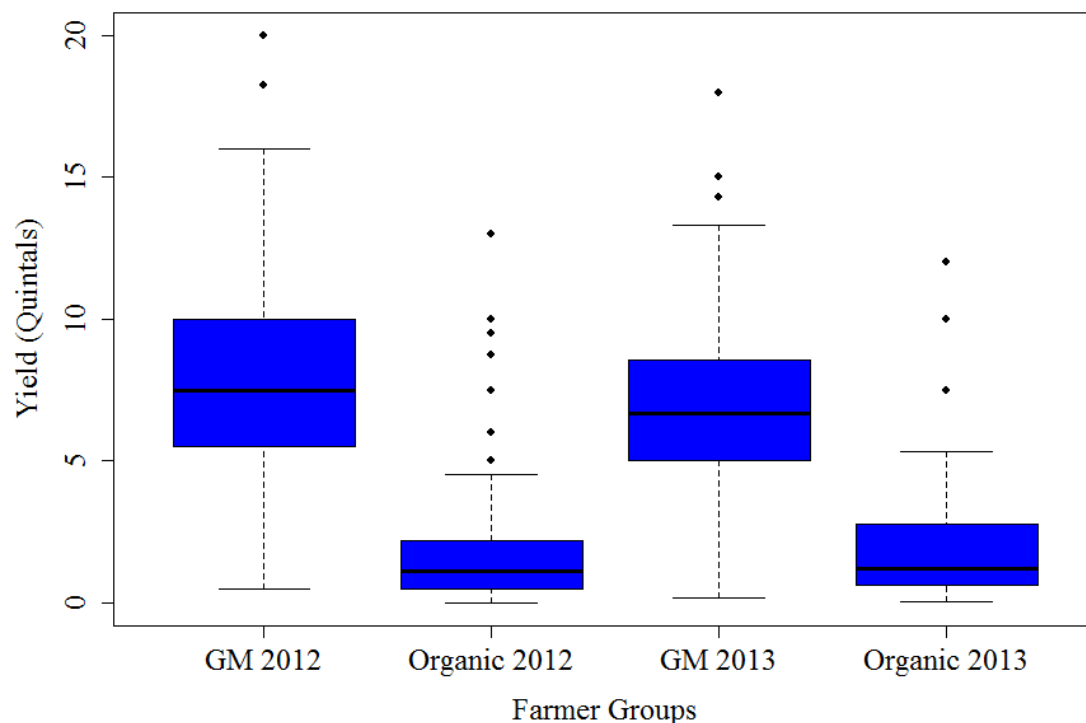 Yield (Quintals)
20
15
10
5
0
GM 2012
Organic 2012
GM 2013
Organic 2013
Farmer Groups